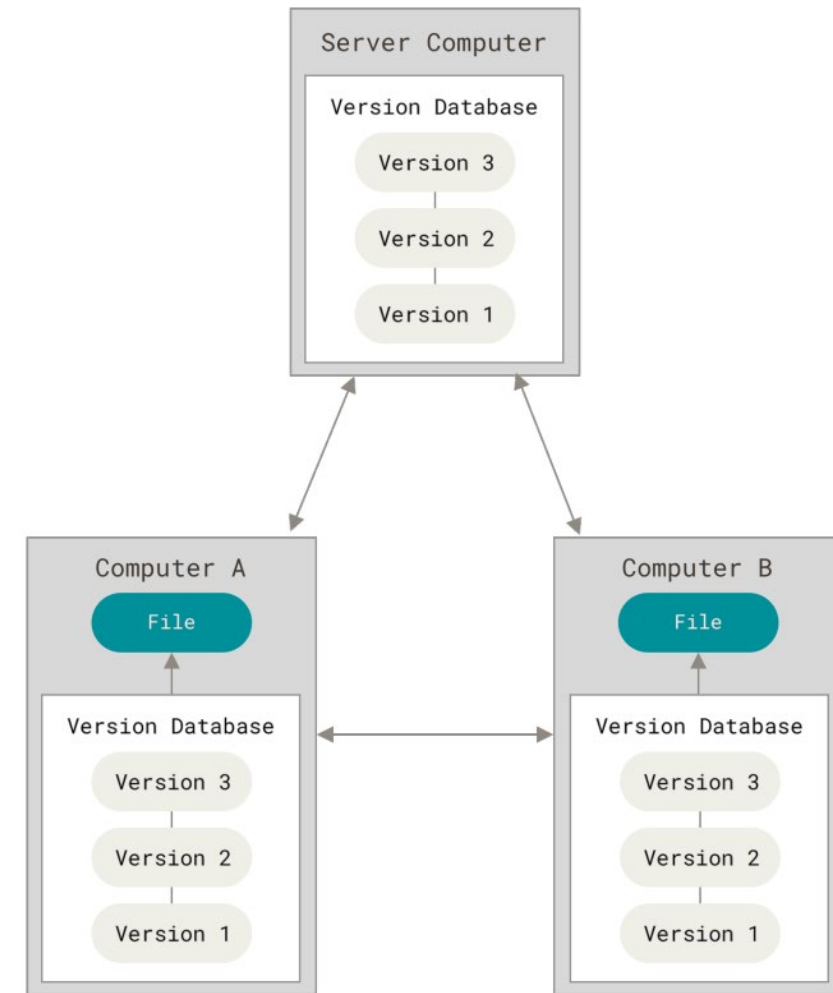 Server Computer
Version Database
Version 3
Version 2
Version 1
Computer A
File
Version Database
Version 3
Version 2
Version 1
Computer B
File
Version Database
Version 3
Version 2
Version 1